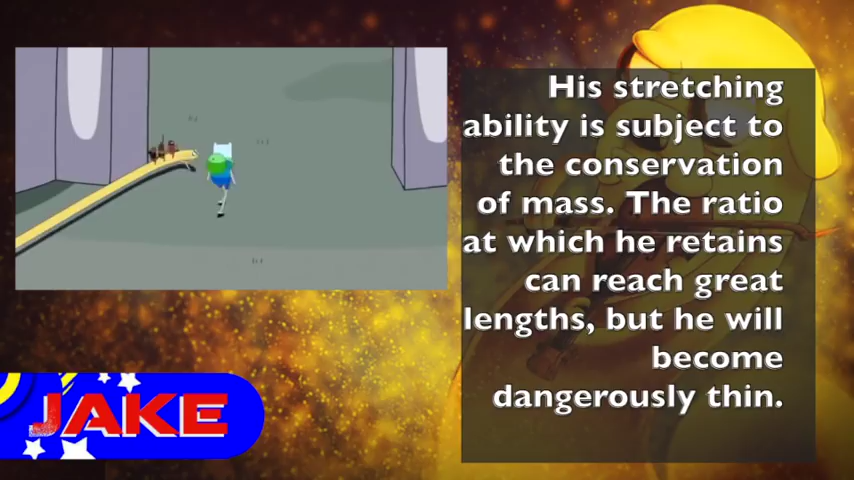 His stretching
ability is subject to
the conservation
of mass. The ratio
at which he retains
can reach great
lengths, but he will
become
dangerously thin.
JAKE